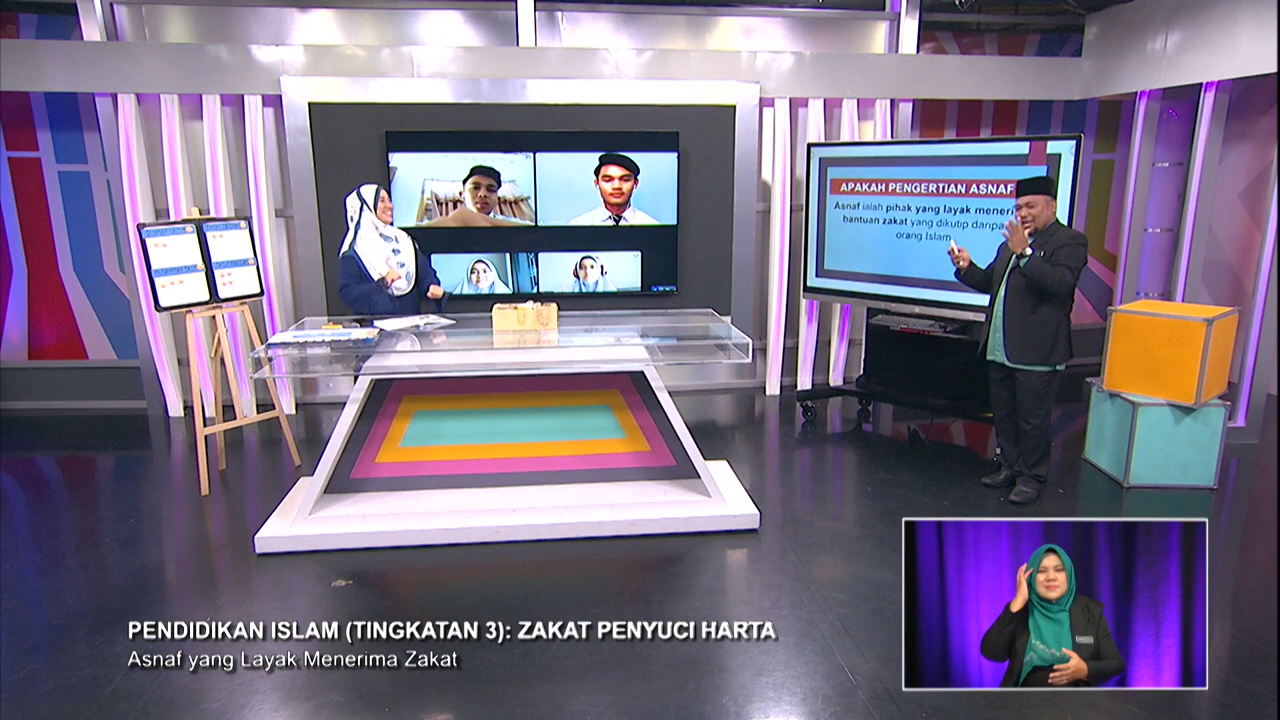 APAKAH PENGERTIAN ASNAF
Asnaf ialah pihak yang layak meneri
bantuan zakat yang dikutip daripa
orang Islam
PENDIDIKAN ISLAM (TINGKATAN 3): ZAKAT PENYUCI HARTA
Asnaf yang Layak Menerima Zakat